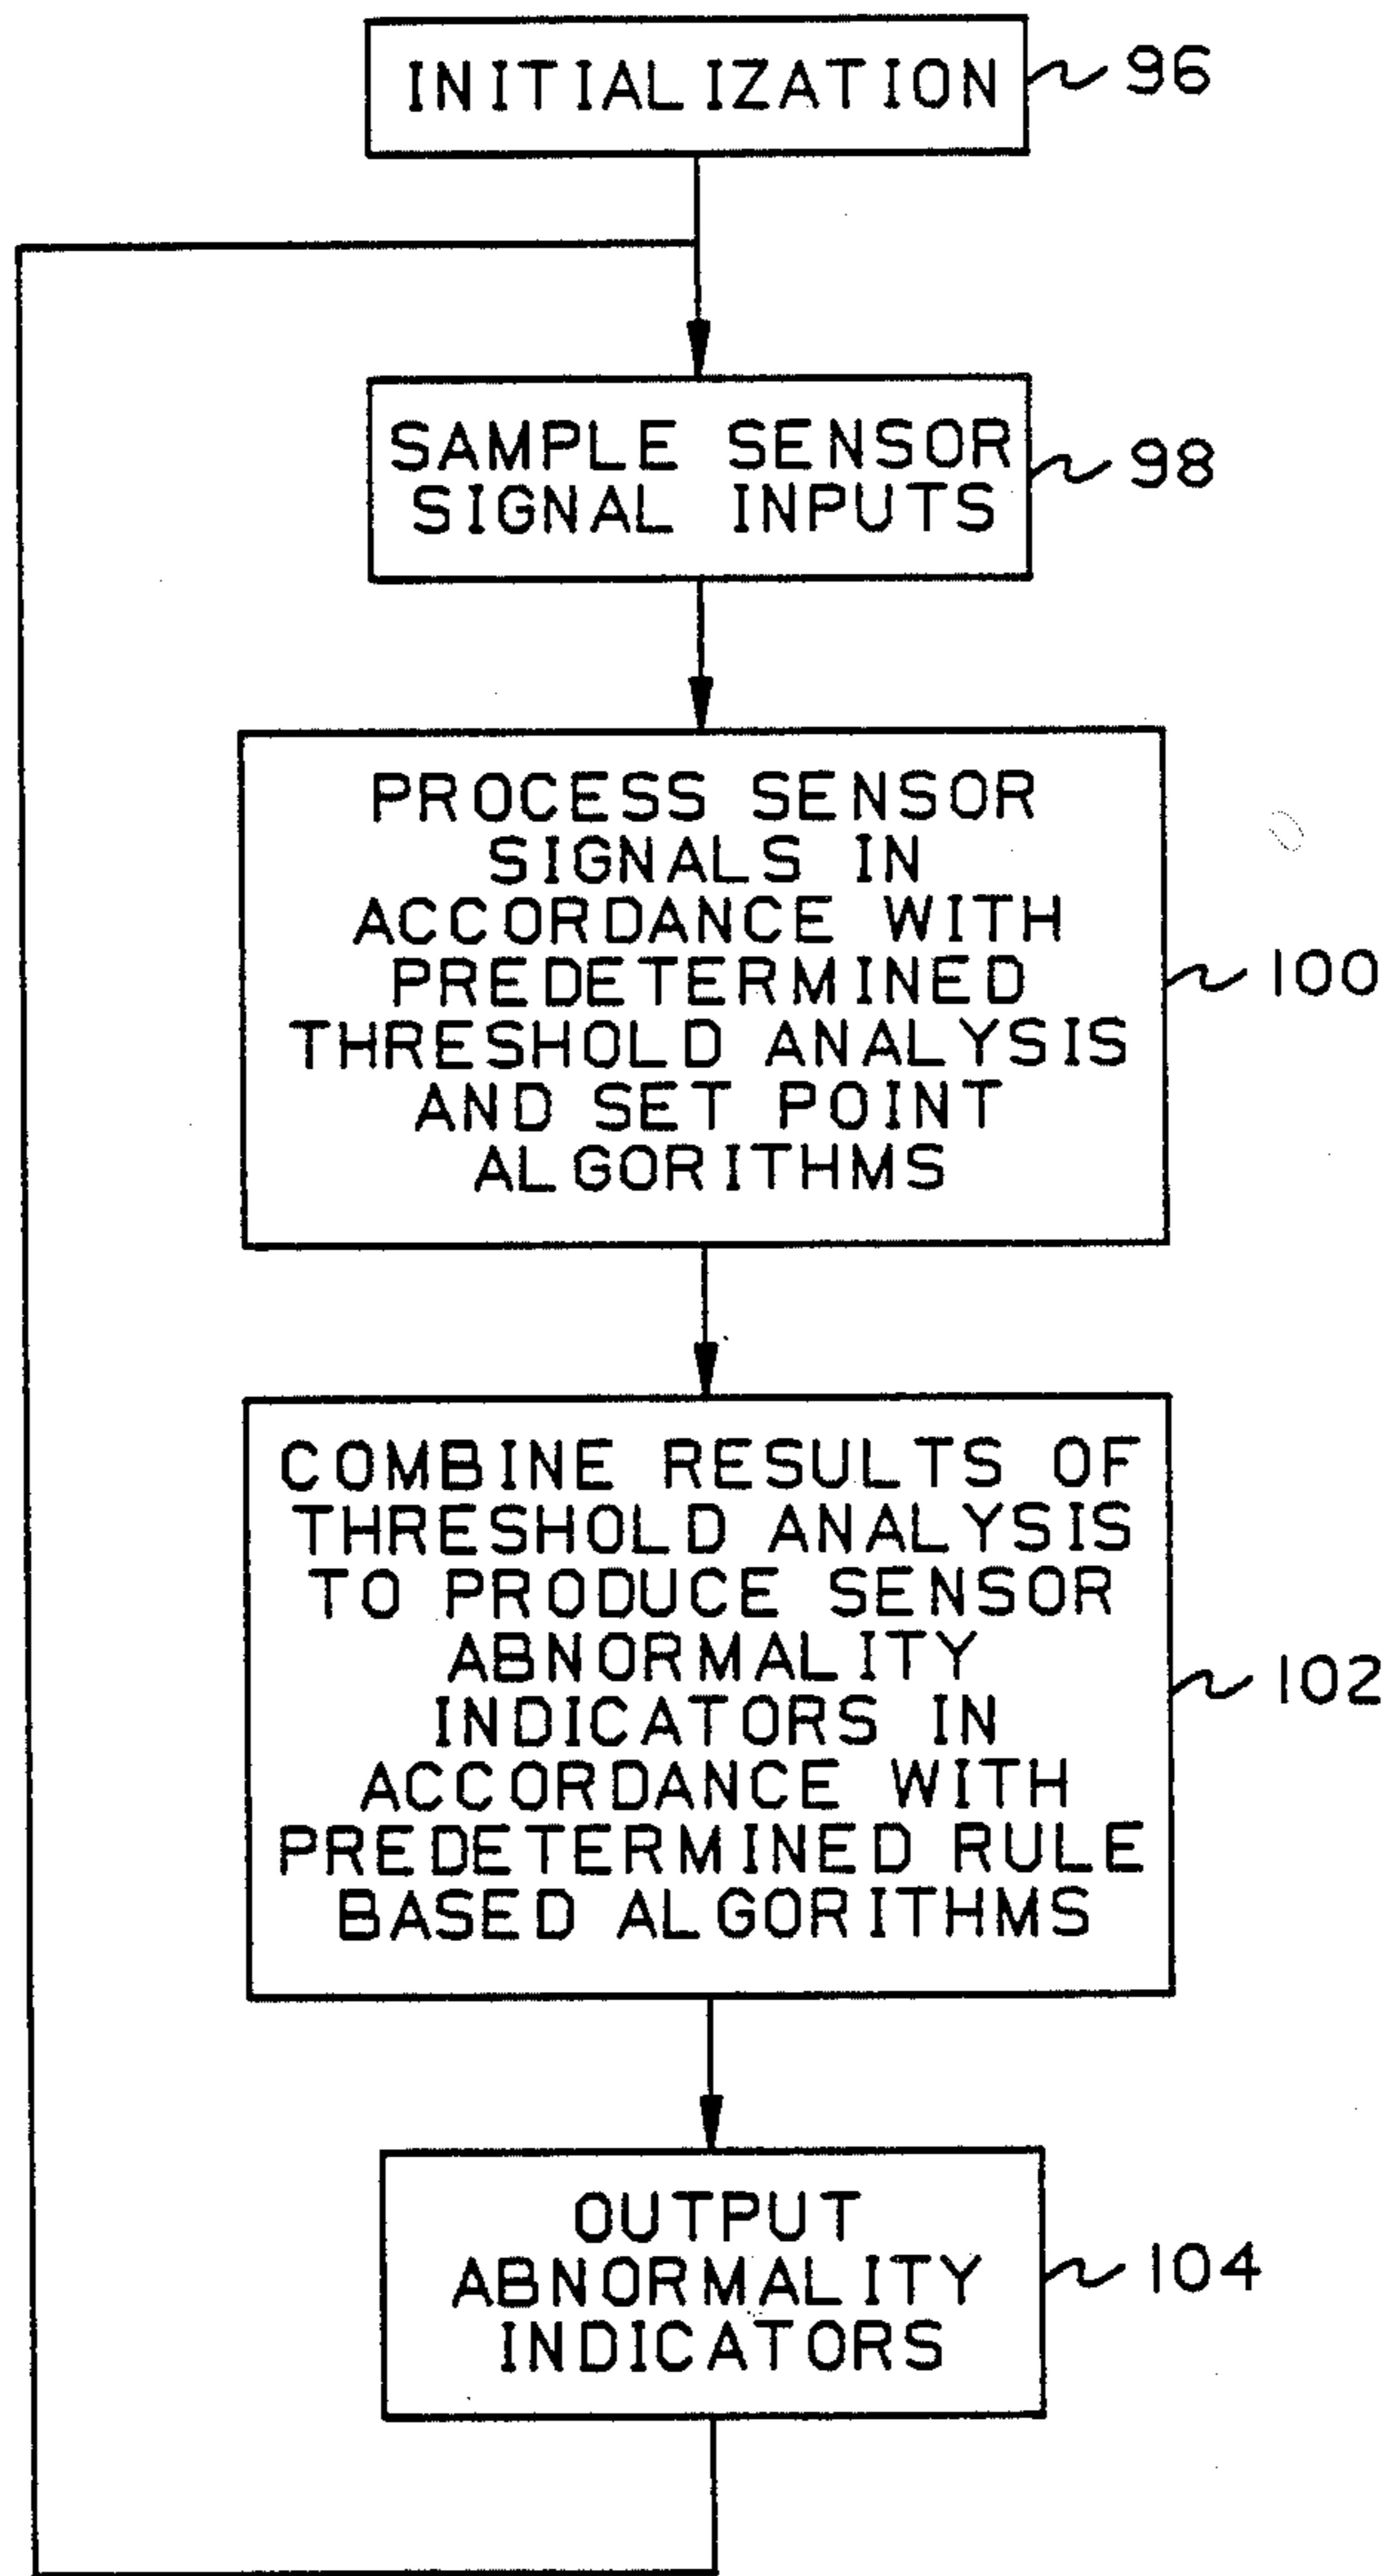 INITIALIZATION
96
SAMPLE SENSOR
SIGNAL INPUTS
98
PROCESS SENSOR
SIGNALS IN
ACCORDANCE WITH
PREDETERMINED
THRESHOLD ANALYSIS
AND SET POINT
ALGORITHMS
100
COMBINE RESULTS OF
THRESHOLD ANALYSIS
TO PRODUCE SENSOR
ABNORMALITY
INDICATORS IN
ACCORDANCE WITH
PREDETERMINED RULE
BASED ALGORITHMS
102
OUTPUT
ABNORMALITY
INDICATORS
104